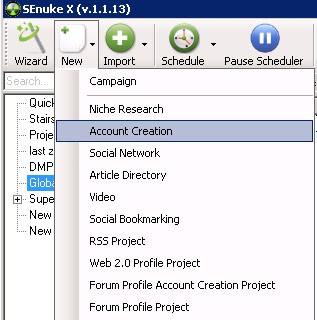 SEnuke X (v.1.1.13)
Wizard New Import Schedule Pause Scheduler
Search...
Campaign
Quick
Niche Research
Stairs
Account Creation
Proje
last z
Social Network
DMP
Article Directory
Globa
Video
Supe
New
Social Bookmarking
New
RSS Project
Web 2.0 Profile Project
Forum Profile Account Creation Project
Forum Profile Project